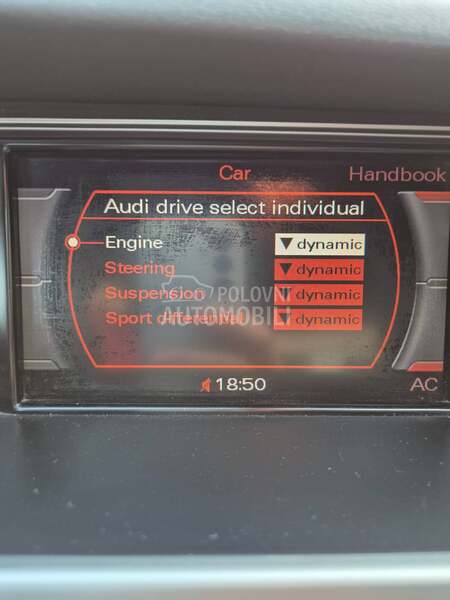 Car Handbook
Audi drive select individual
Engine ▼ dynamic
Steering ▼ dynamic
Suspension ▼ dynamic
Sport differential ▼ dynamic
POLOVNI
AUTOMOBILI
18:50
AC